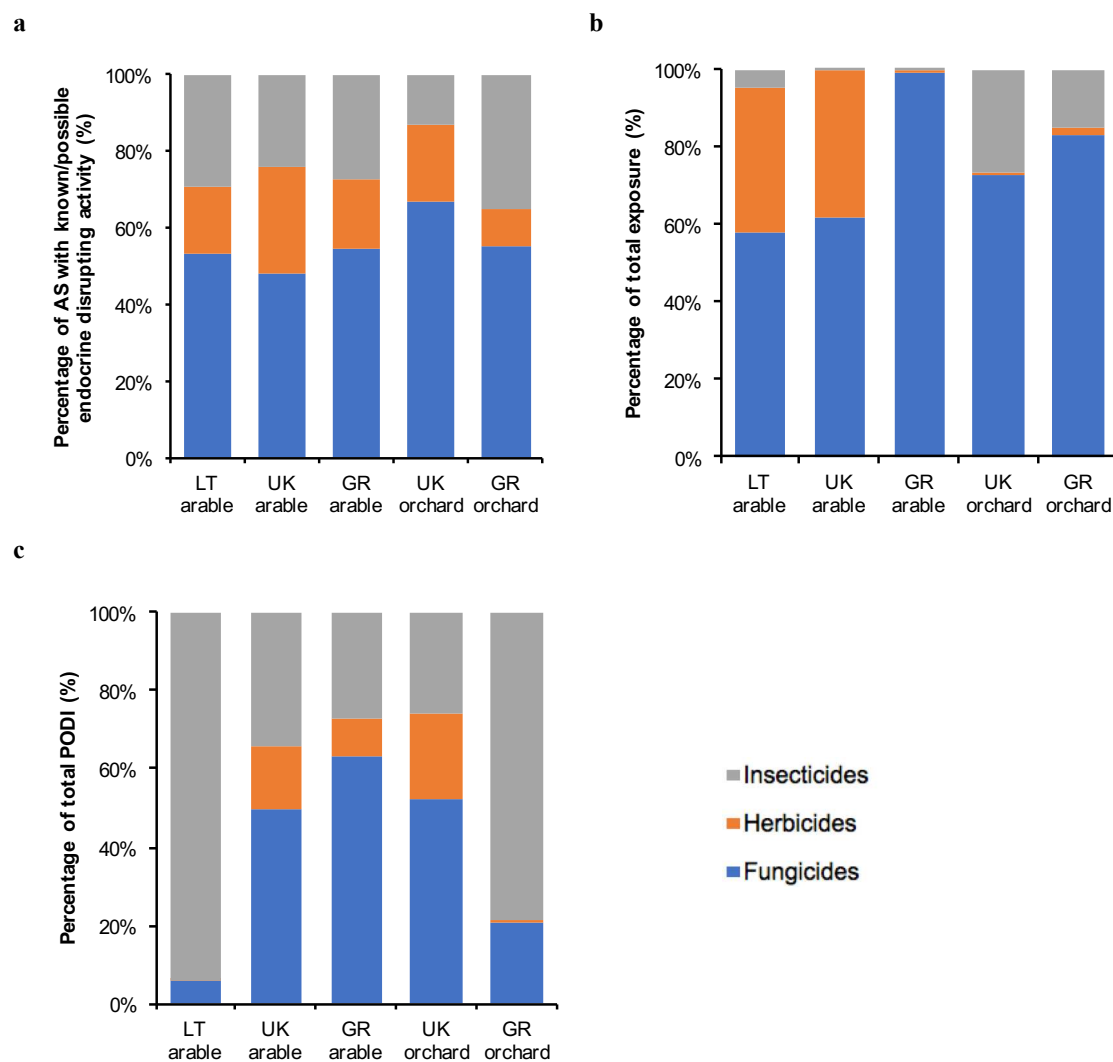 a
Percentage of AS with known/possible
endocrine disrupting activity (%)
100%
80%
60%
40%
20%
0%
LT
arable
UK
arable
GR
arable
UK
orchard
GR
orchard
b
Percentage of total exposure (%)
100%
80%
60%
40%
20%
0%
LT
arable
UK
arable
GR
arable
UK
orchard
GR
orchard
c
Percentage of total PODI (%)
100%
80%
60%
40%
20%
0%
LT
arable
UK
arable
GR
arable
UK
orchard
GR
orchard
Insecticides
Herbicides
Fungicides